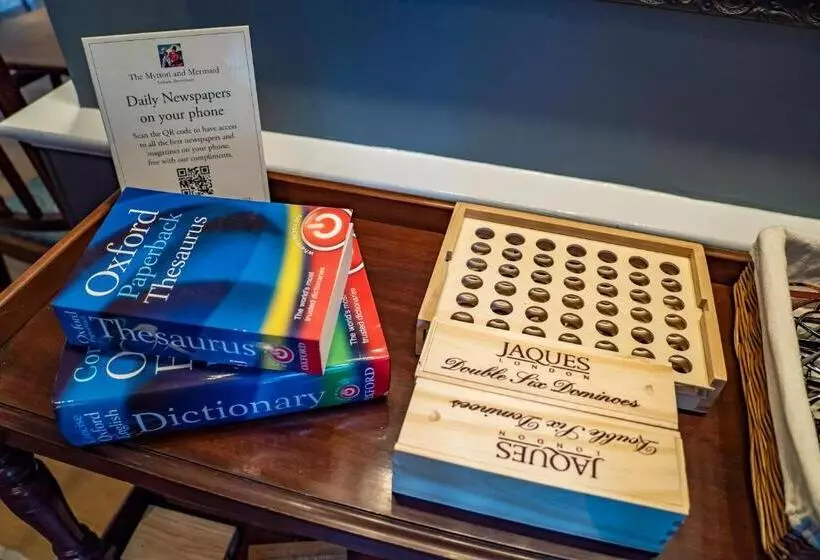 The Mytton and Mermaid
Daily Newspapers
on your phone
Scan the QR code to have access
to all the best newspapers and
magazines on your phone,
free with our compliments.
Oxford
Paperback
Thesaurus
The world's most
trusted dictionaries
Oxford
Thesaurus
OXFORD
The world's most
trusted dictionaries
Oxford
English
Dictionary
OXFORD
JAQUES
LONDON
Double Six Dominoes
Double Six Dominoes
JAQUES
LONDON